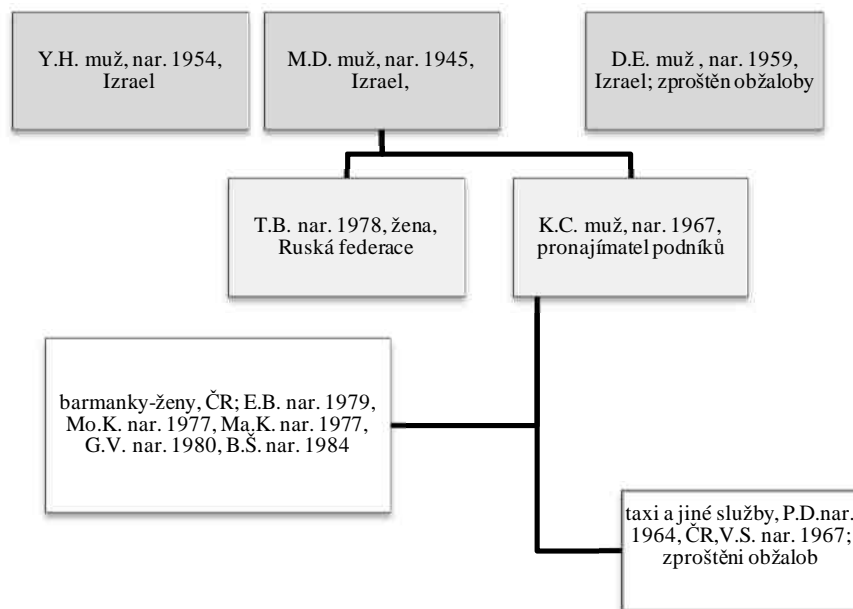 Y.H. muž, nar. 1954,
Izrael
M.D. muž, nar. 1945,
Izrael,
D.E. muž , nar. 1959,
Izrael; zproštěn obžaloby
T.B. nar. 1978, žena,
Ruská federace
K.C. muž, nar. 1967,
pronajímatel podníků
barmanky-ženy, ČR; E.B. nar. 1979,
Mo.K. nar. 1977, Ma.K. nar. 1977,
G.V. nar. 1980, B.Š. nar. 1984
taxi a jiné služby, P.D.nar.
1964, ČR,V.S. nar. 1967;
zproštěni obžalob